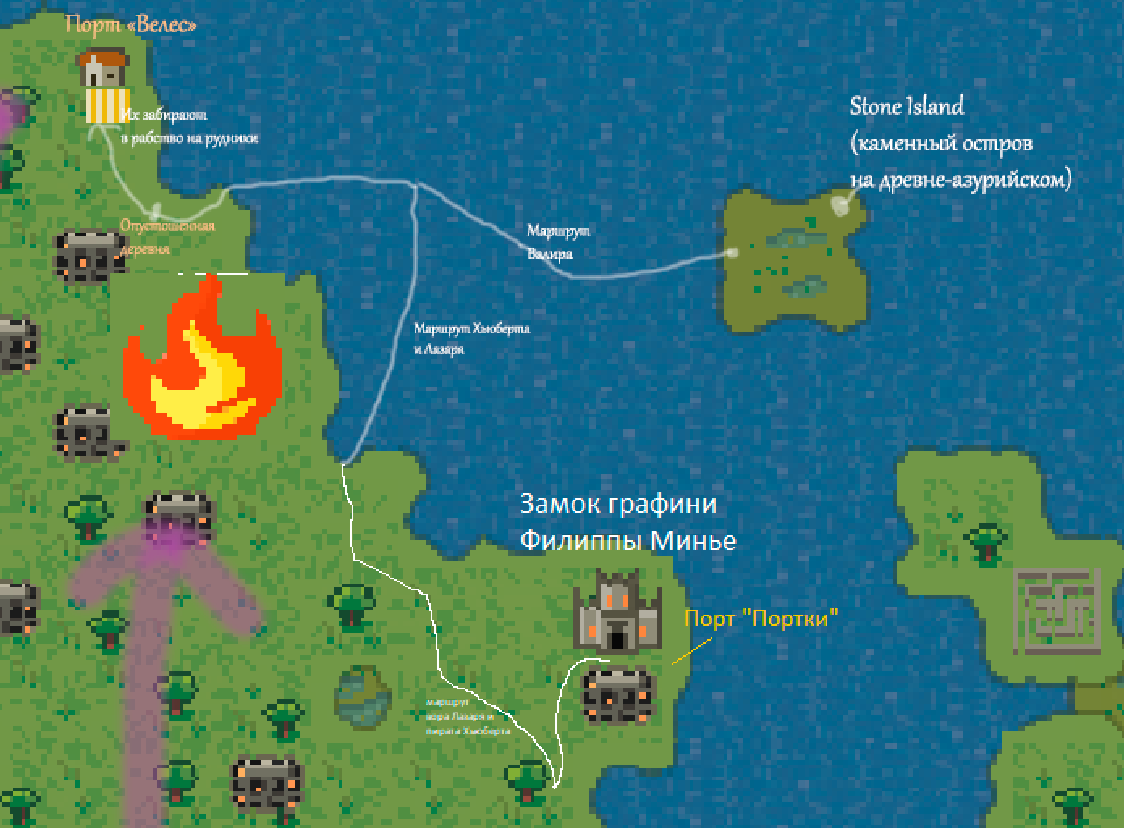 Порт «Велес»
Их забирают
в рабство на рудники
Stone Island
(каменный остров
на древне-азурийском)
Опустошенная
деревня
Маршрут
Валира
Маршрут Хьюберта
и Лазаря
Замок графини
Филиппы Минье
Порт "Портки"
маршрут
вора Лазаря и
пирата Хьюберта